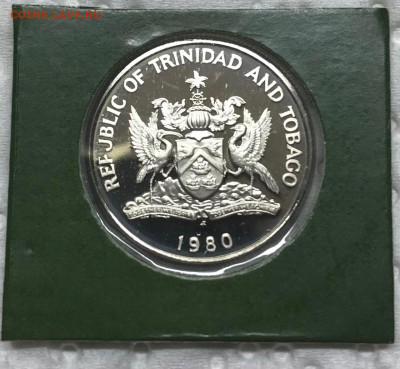 REPUBLIC OF TRINIDAD AND TOBAGO
1980